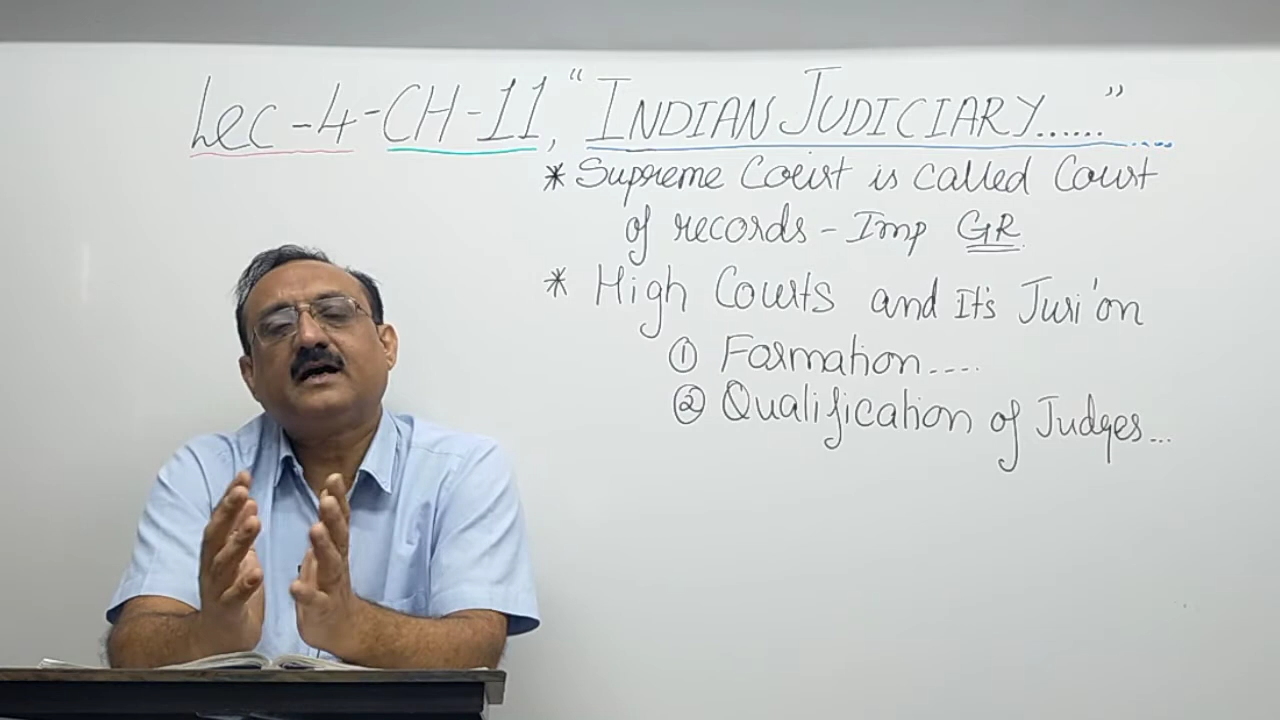 Lec-4-CH-11, "INDIAN JUDICIARY......"
* Supreme Court is called Court
of records - Imp GR
* High Courts and It's Juri'on
① Formation....
② Qualification of Judges...